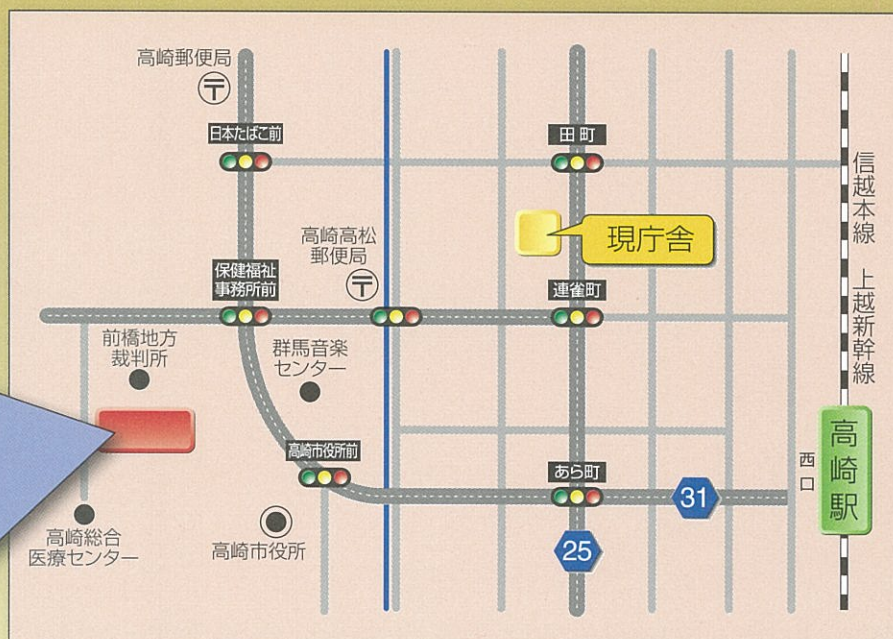 高崎郵便局
〒
日本たばこ前
田町
信越本線 上越新幹線
現庁舎
高崎高松
郵便局
〒
保健福祉
事務所前
連雀町
前橋地方
裁判所
群馬音楽
センター
高崎市役所前
あら町
西口
高崎駅
31
高崎総合
医療センター
高崎市役所
25